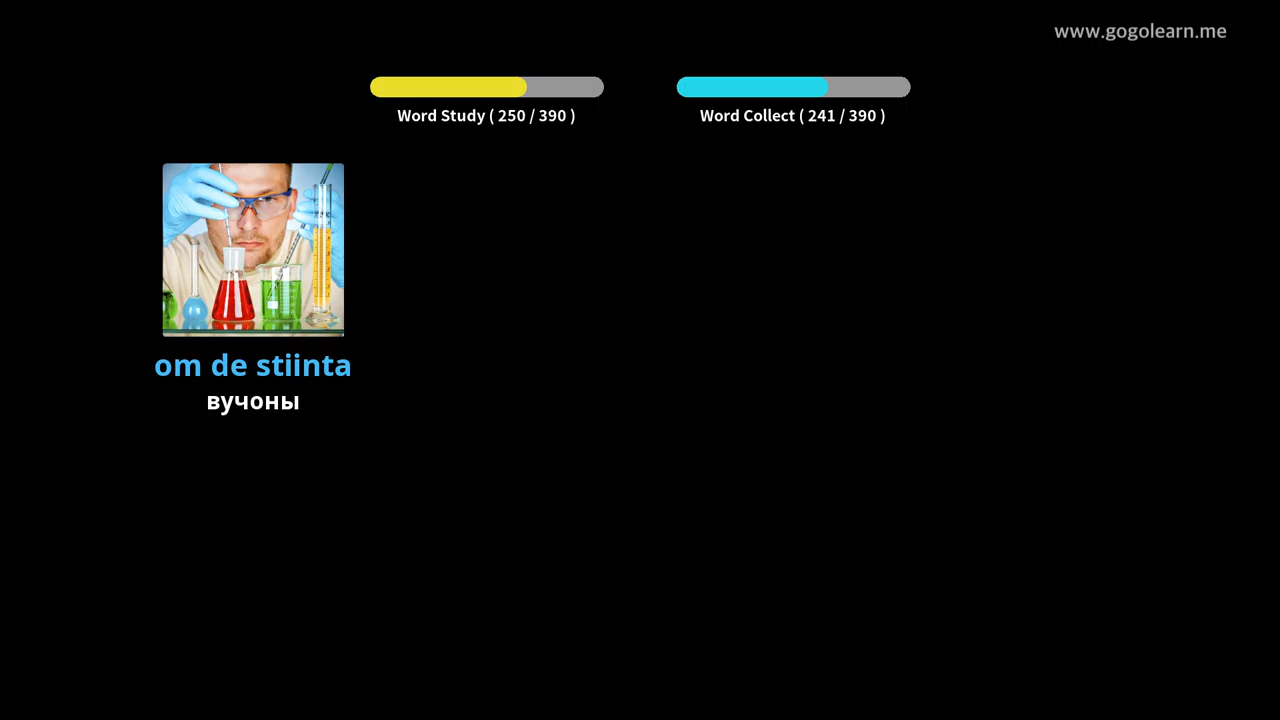 www.gogolearn.me
Word Study ( 250 / 390 )
Word Collect ( 241 / 390 )
om de stiinta
вучоны